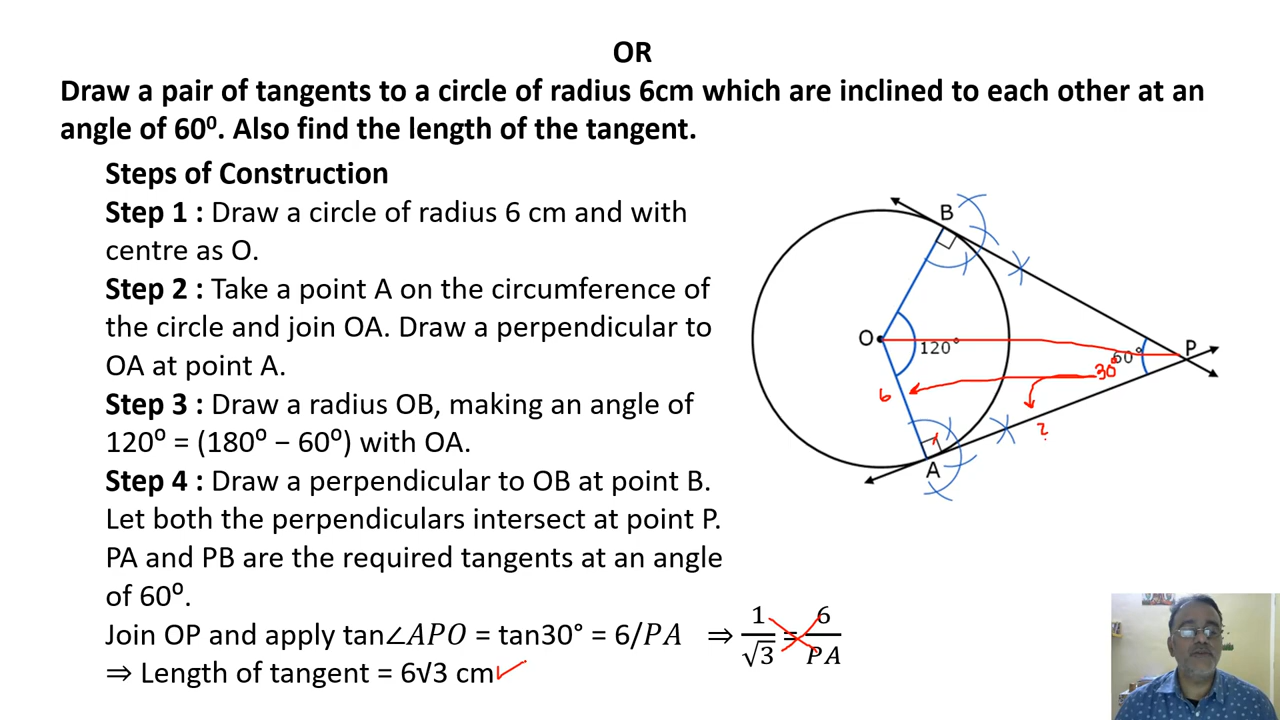 OR
Draw a pair of tangents to a circle of radius 6cm which are inclined to each other at an
angle of 60⁰. Also find the length of the tangent.
Steps of Construction
Step 1 : Draw a circle of radius 6 cm and with
centre as O.
Step 2 : Take a point A on the circumference of
the circle and join OA. Draw a perpendicular to
OA at point A.
Step 3 : Draw a radius OB, making an angle of
120⁰ = (180⁰ − 60⁰) with OA.
Step 4 : Draw a perpendicular to OB at point B.
Let both the perpendiculars intersect at point P.
PA and PB are the required tangents at an angle
of 60⁰.
Join OP and apply tan∠APO = tan30° = 6/PA ⇒ 1/√3 = 6/PA
⇒ Length of tangent = 6√3 cm
B
O
120°
60°
P
30°
6
?
A